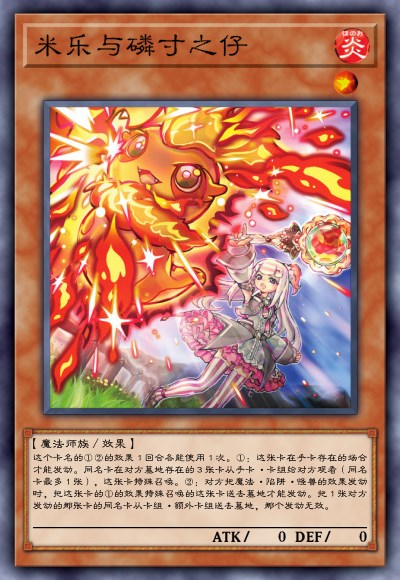 米乐与磷寸之仔
ほのお
炎
【魔法师族／效果】
这个卡名的①②的效果1回合各能使用1次。①：这张卡在手卡存在的场合
才能发动。同名卡在对方墓地存在的3张卡从手卡·卡组给对方观看（同名
卡最多1张），这张卡特殊召唤。②：对方把魔法·陷阱·怪兽的效果发动
时，把这张卡的①的效果特殊召唤的这张卡送去墓地才能发动。把1张对方
发动的那张卡的同名卡从卡组·额外卡组送去墓地，那个发动无效。
ATK/ 0 DEF/ 0